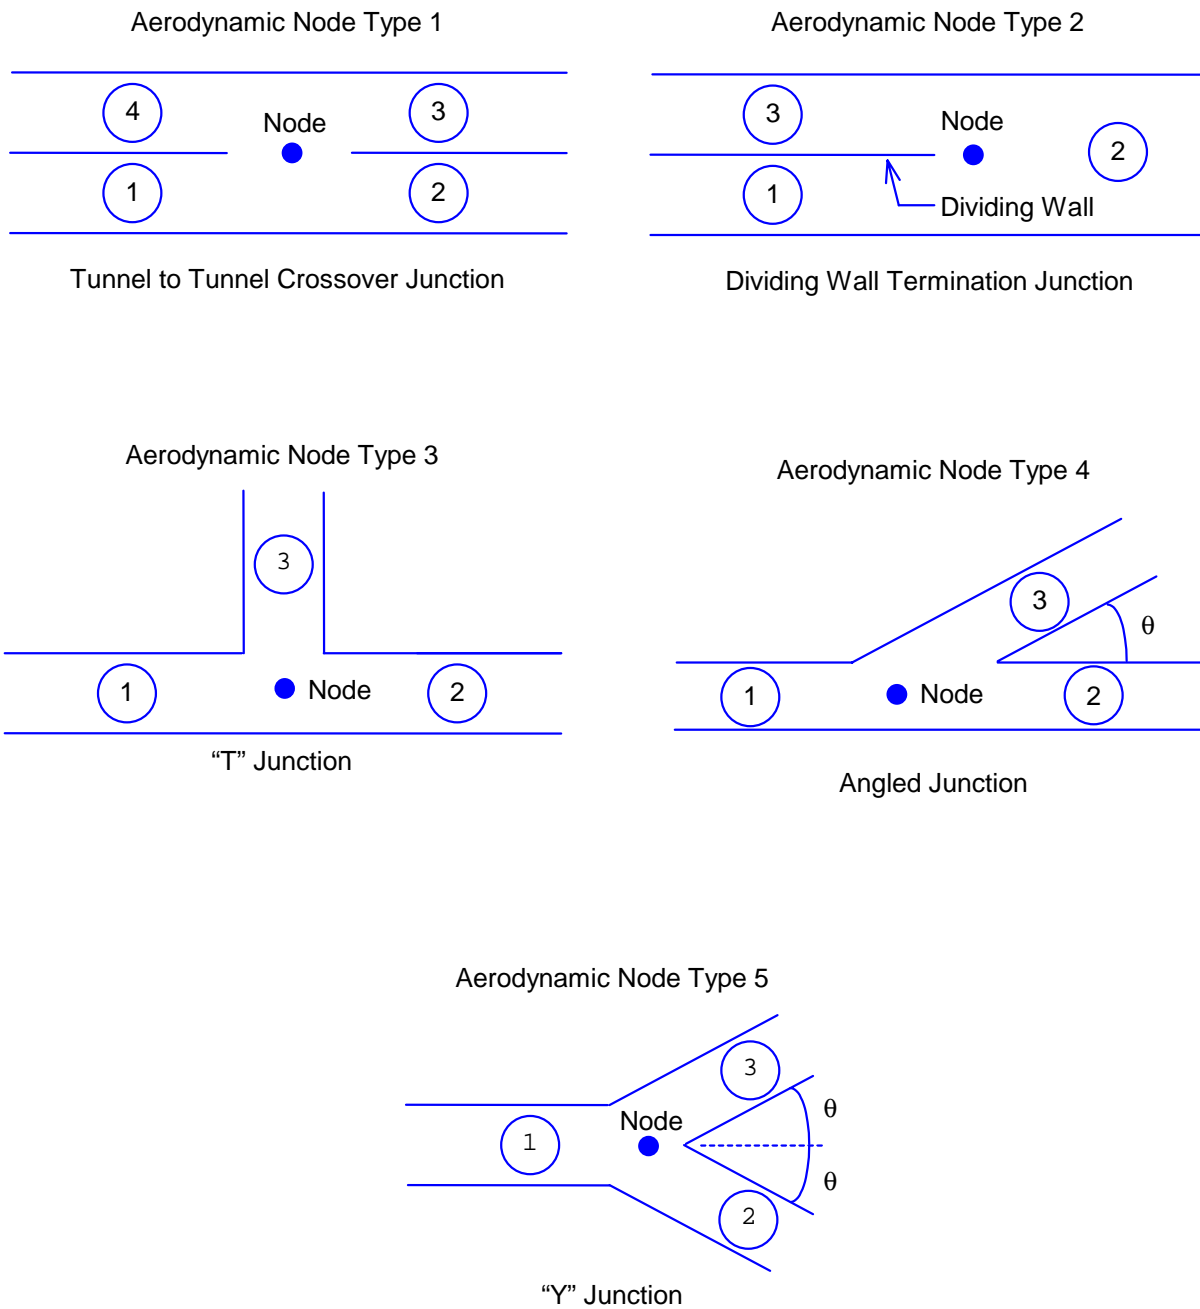 Aerodynamic Node Type 1
4
3
Node
1
2
Tunnel to Tunnel Crossover Junction
Aerodynamic Node Type 2
3
Node
2
1
Dividing Wall
Dividing Wall Termination Junction
Aerodynamic Node Type 3
3
1
Node
2
“T” Junction
Aerodynamic Node Type 4
3
θ
1
Node
2
Angled Junction
Aerodynamic Node Type 5
3
θ
Node
1
θ
2
“Y” Junction